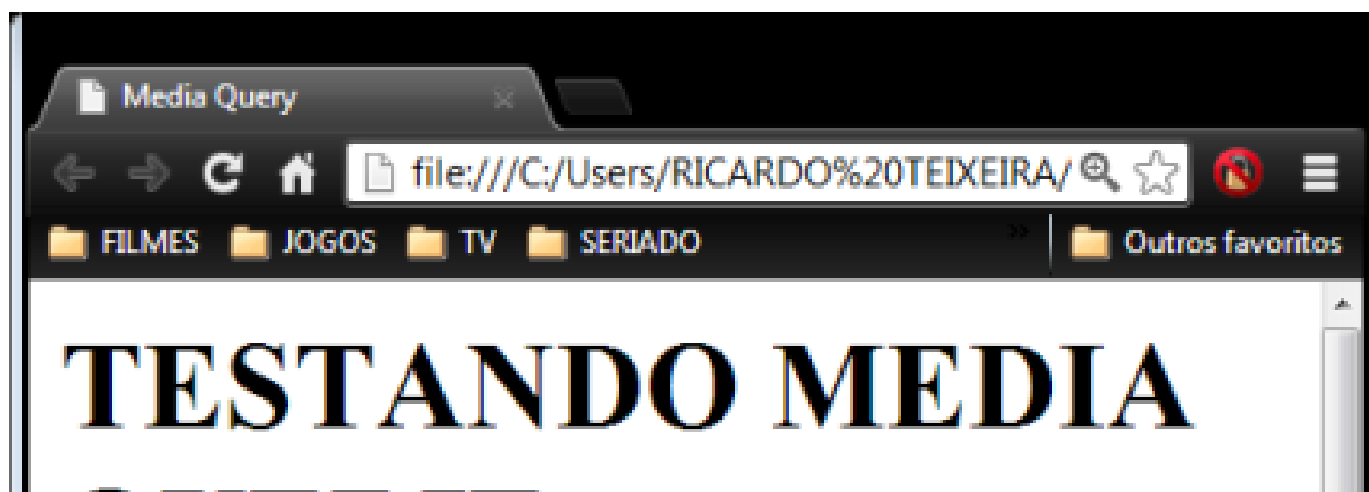 Media Query
file:///C:/Users/RICARDO%20TEIXEIRA/
FILMES JOGOS TV SERIADO » Outros favoritos
TESTANDO MEDIA